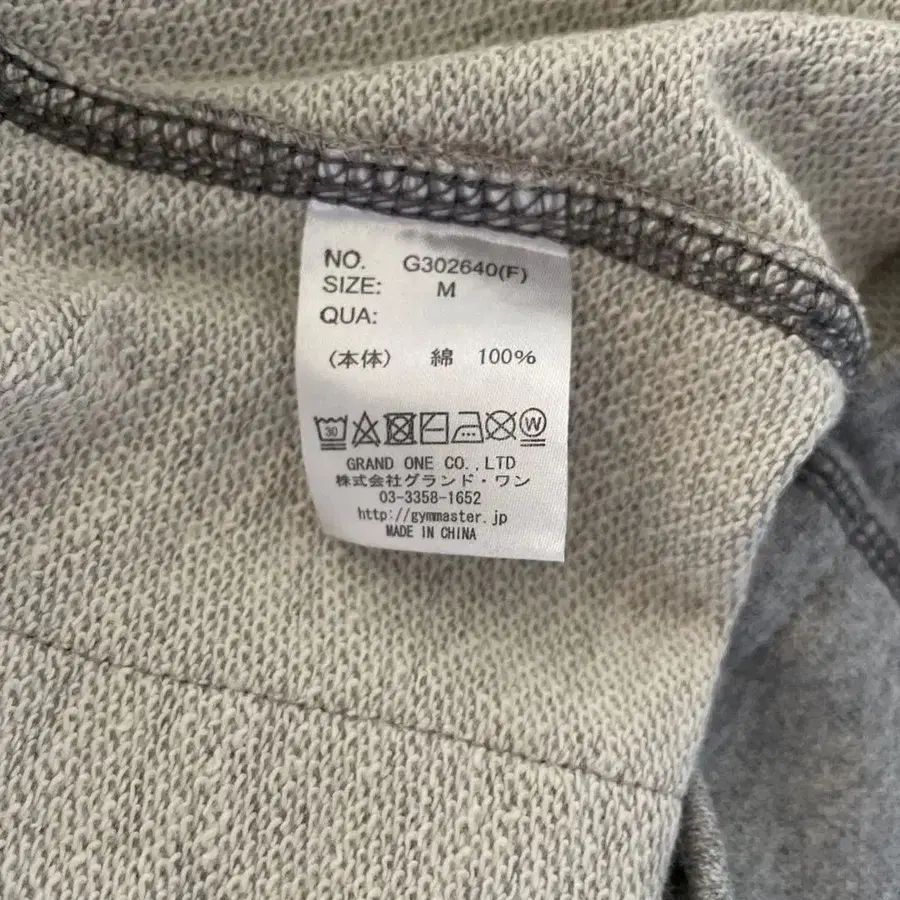 NO. G302640(F)
SIZE: M
QUA:
(本体) 綿 100%
30 W
GRAND ONE CO.,LTD
株式会社グランド・ワン
03-3358-1652
http://gymmaster.jp
MADE IN CHINA